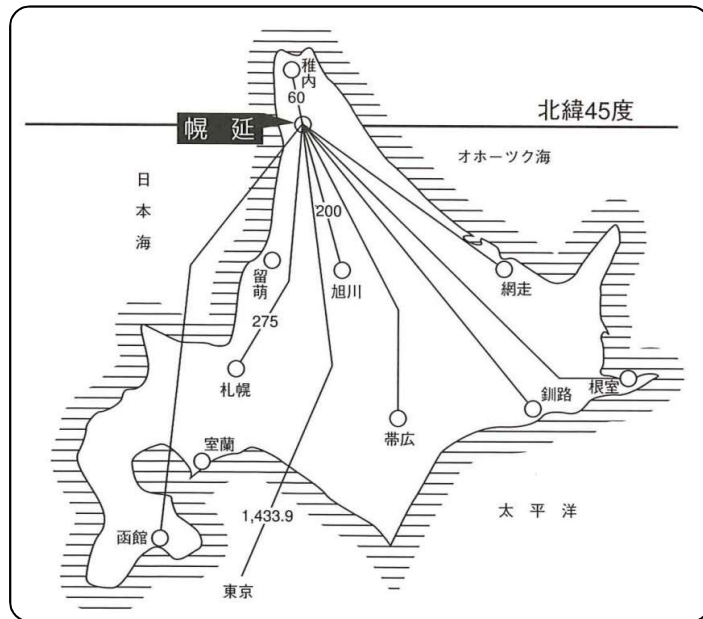 稚内
60
幌 延
北緯45度
オホーツク海
日本海
200
留萌
旭川
網走
275
札幌
釧路
根室
帯広
室蘭
1,433.9
太 平 洋
函館
東京